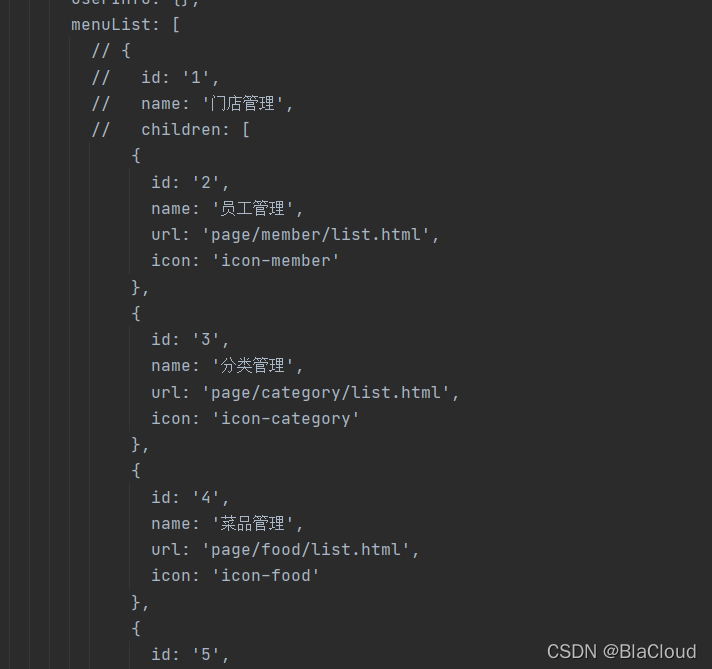 userInfo: {},
menuList: [
// {
//   id: '1',
//   name: '门店管理',
//   children: [
{
id: '2',
name: '员工管理',
url: 'page/member/list.html',
icon: 'icon-member'
},
{
id: '3',
name: '分类管理',
url: 'page/category/list.html',
icon: 'icon-category'
},
{
id: '4',
name: '菜品管理',
url: 'page/food/list.html',
icon: 'icon-food'
},
{
id: '5',
CSDN @BlaCloud